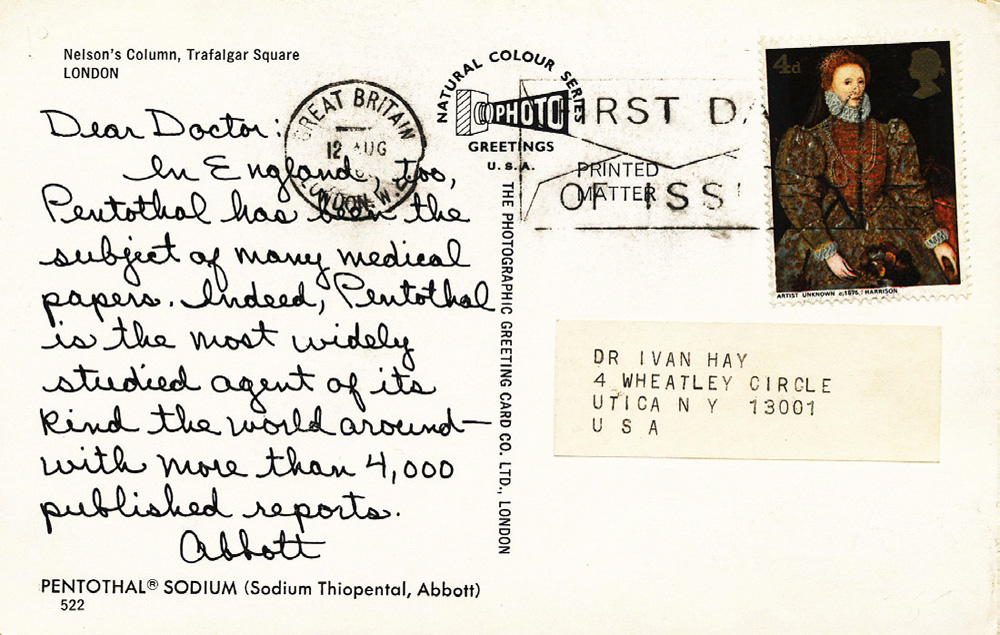 Nelson's Column, Trafalgar Square
LONDON
Dear Doctor:
In England, too,
Pentothal has been the
subject of many medical
papers. Indeed, Pentothal
is the most widely
studied agent of its
kind the world around—
with more than 4,000
published reports.
Abbott
PENTOTHAL® SODIUM (Sodium Thiopental, Abbott)
522
GREAT BRITAIN
12 AUG
LONDON W.
NATURAL COLOUR SERIES
PHOTO
GREETINGS
U.S.A.
THE PHOTOGRAPHIC GREETING CARD CO. LTD., LONDON
FIRST DA
OF ISS
PRINTED
MATTER
4d
ARTIST UNKNOWN c.1575 / HARRISON
DR IVAN HAY
4 WHEATLEY CIRCLE
UTICA N Y 13001
U S A